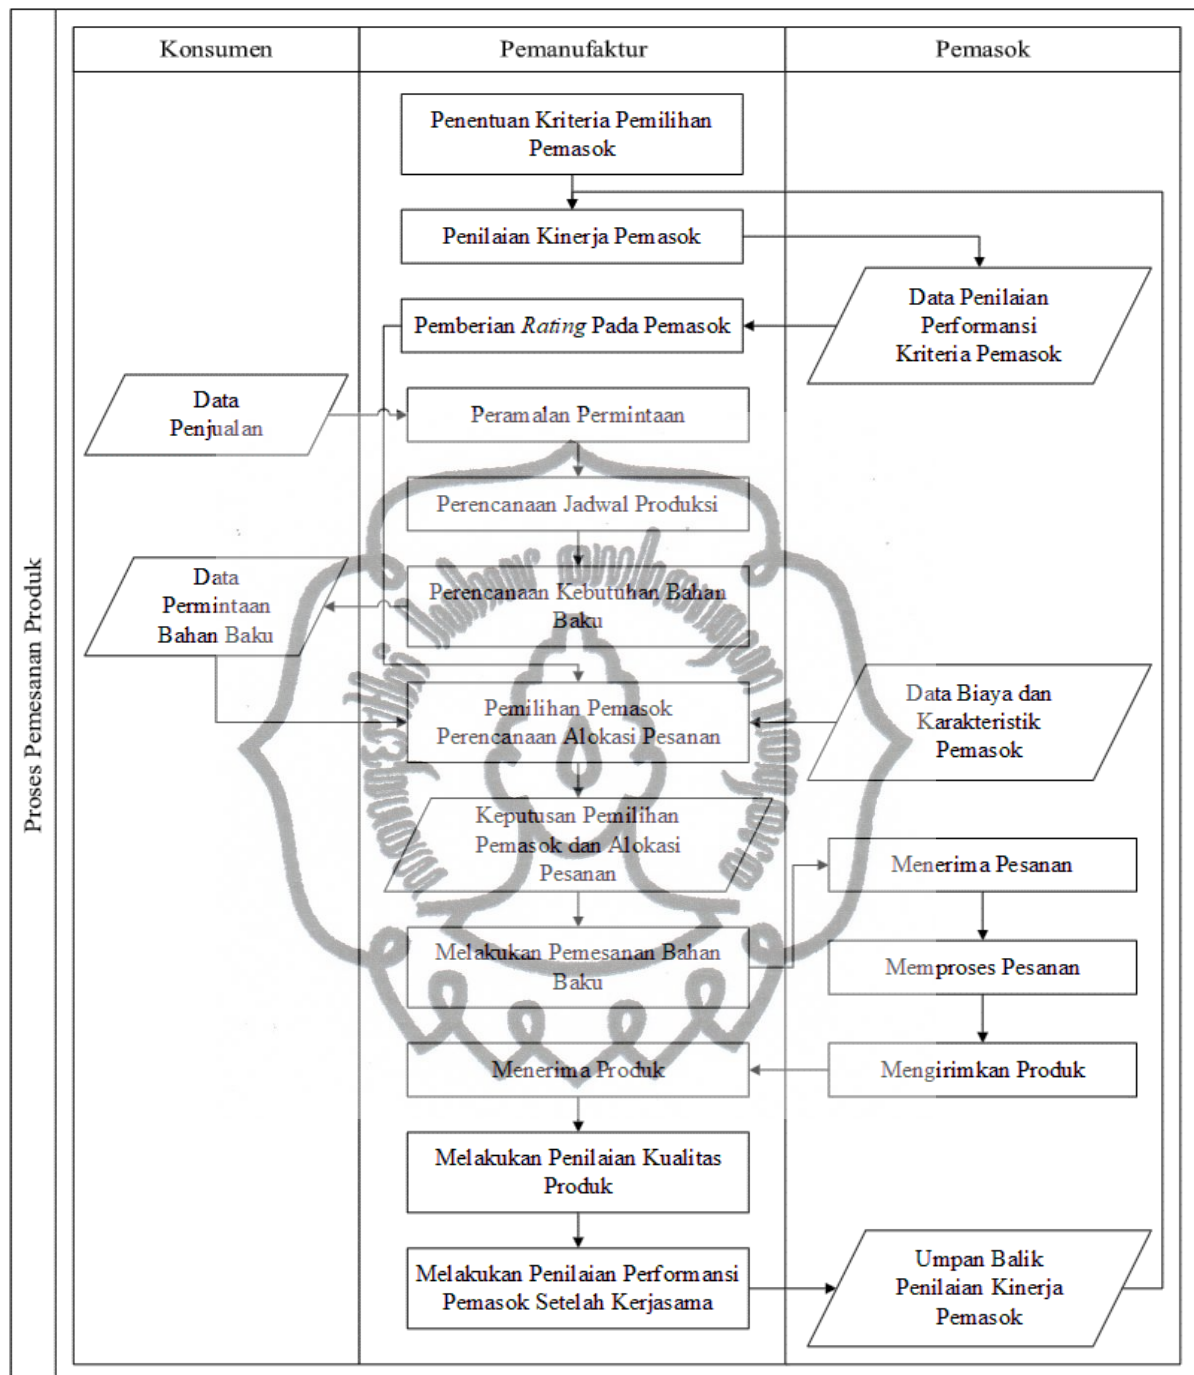 Proses Pemesanan Produk
Konsumen
Pemanufaktur
Pemasok
Penentuan Kriteria Pemilihan
Pemasok
Penilaian Kinerja Pemasok
Data Penilaian
Performansi
Kriteria Pemasok
Pemberian Rating Pada Pemasok
Data
Penjualan
Peramalan Permintaan
Perencanaan Jadwal Produksi
Perencanaan Kebutuhan Bahan
Baku
Data
Permintaan
Bahan Baku
Pemilihan Pemasok
Perencanaan Alokasi Pesanan
Data Biaya dan
Karakteristik
Pemasok
Keputusan Pemilihan
Pemasok dan Alokasi
Pesanan
Melakukan Pemesanan Bahan
Baku
Menerima Pesanan
Memproses Pesanan
Mengirimkan Produk
Menerima Produk
Melakukan Penilaian Kualitas
Produk
Melakukan Penilaian Performansi
Pemasok Setelah Kerjasama
Umpan Balik
Penilaian Kinerja
Pemasok